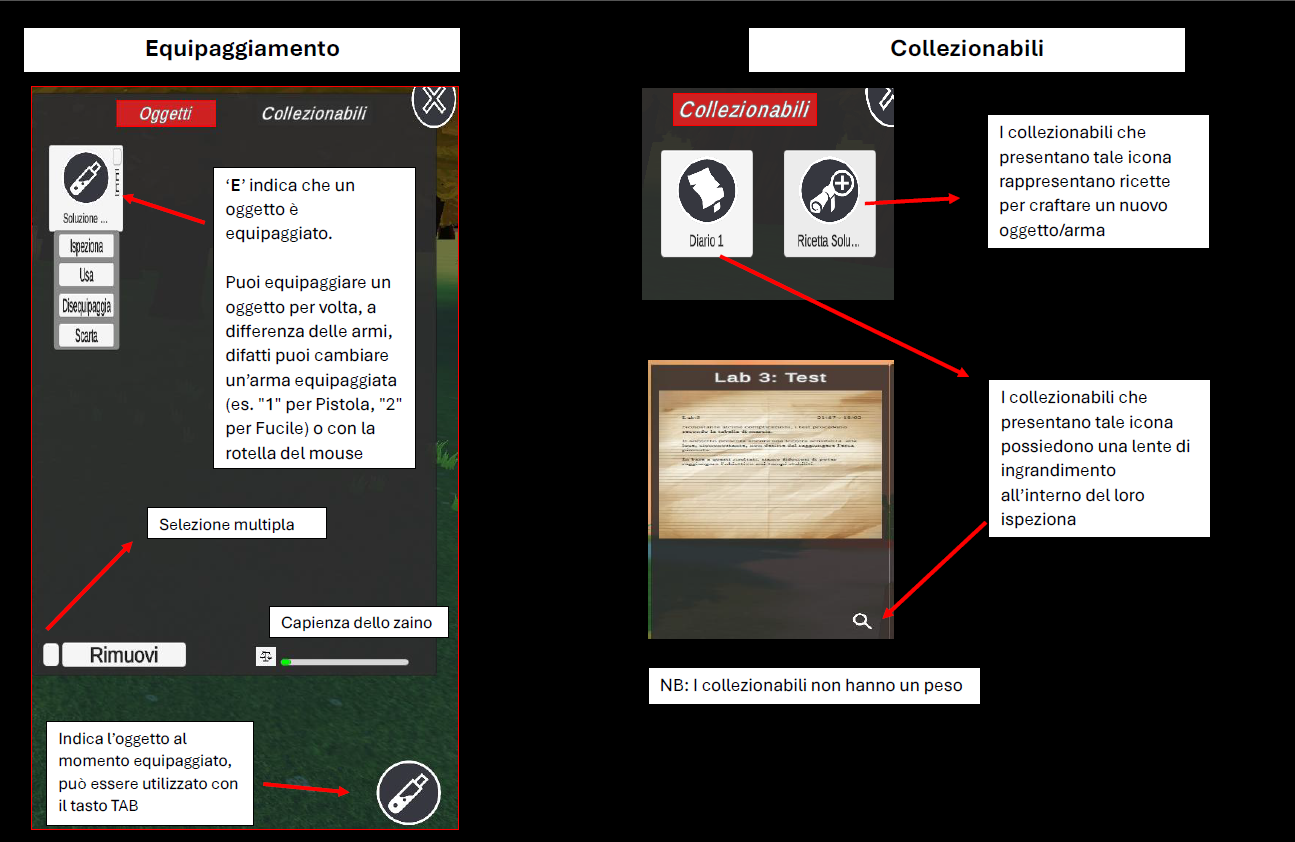 Equipaggiamento
Oggetti
Collezionabili
Soluzione ...
E
Ispeziona
Usa
Disequipaggia
Scarta
‘E’ indica che un
oggetto è
equipaggiato.
Puoi equipaggiare un
oggetto per volta, a
differenza delle armi,
difatti puoi cambiare
un’arma equipaggiata
(es. "1" per Pistola, "2"
per Fucile) o con la
rotella del mouse
Selezione multipla
Capienza dello zaino
Rimuovi
Indica l’oggetto al
momento equipaggiato,
può essere utilizzato con
il tasto TAB
Collezionabili
Collezionabili
Diario 1
Ricetta Solu...
I collezionabili che
presentano tale icona
rappresentano ricette
per craftare un nuovo
oggetto/arma
Lab 3: Test
I collezionabili che
presentano tale icona
possiedono una lente di
ingrandimento
all’interno del loro
ispeziona
NB: I collezionabili non hanno un peso